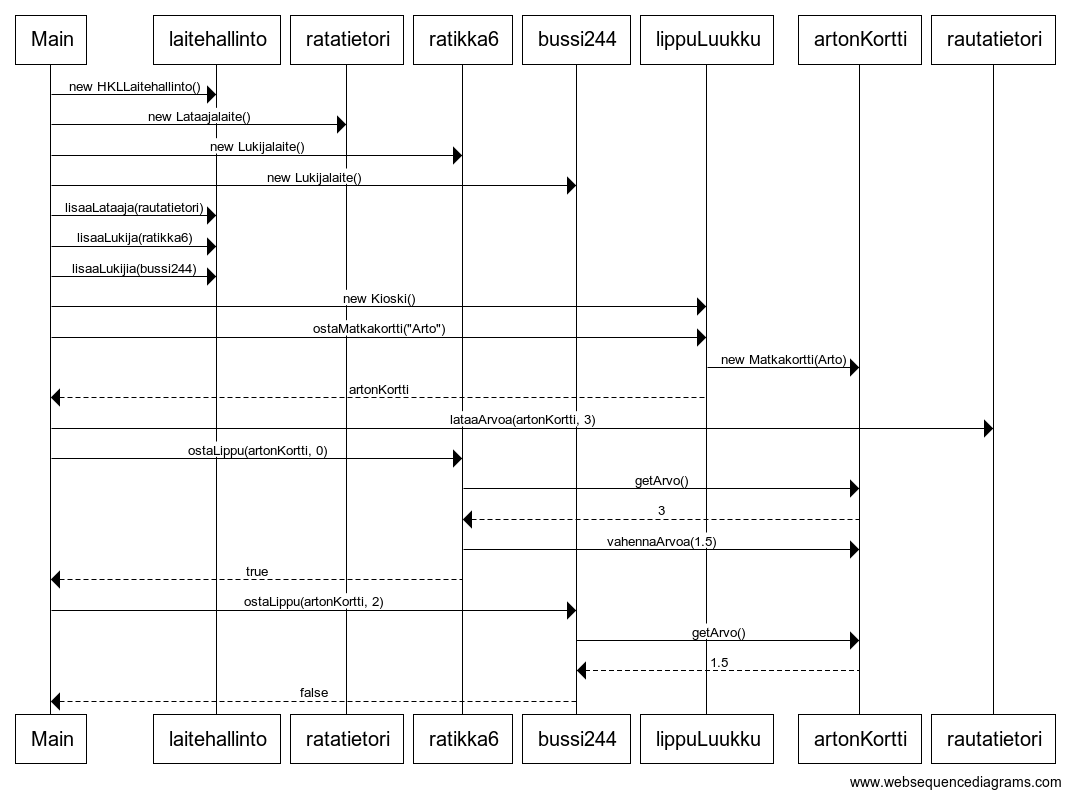 Main laitehallinto ratatietori ratikka6 bussi244 lippuLuukku artonKortti rautatietori
new HKLLaitehallinto()
new Lataajalaite()
new Lukijalaite()
new Lukijalaite()
lisaaLataaja(rautatietori)
lisaaLukija(ratikka6)
lisaaLukijia(bussi244)
new Kioski()
ostaMatkakortti("Arto")
new Matkakortti(Arto)
artonKortti
lataaArvoa(artonKortti, 3)
ostaLippu(artonKortti, 0)
getArvo()
3
vahennaArvoa(1.5)
true
ostaLippu(artonKortti, 2)
getArvo()
1.5
false
Main laitehallinto ratatietori ratikka6 bussi244 lippuLuukku artonKortti rautatietori
www.websequencediagrams.com